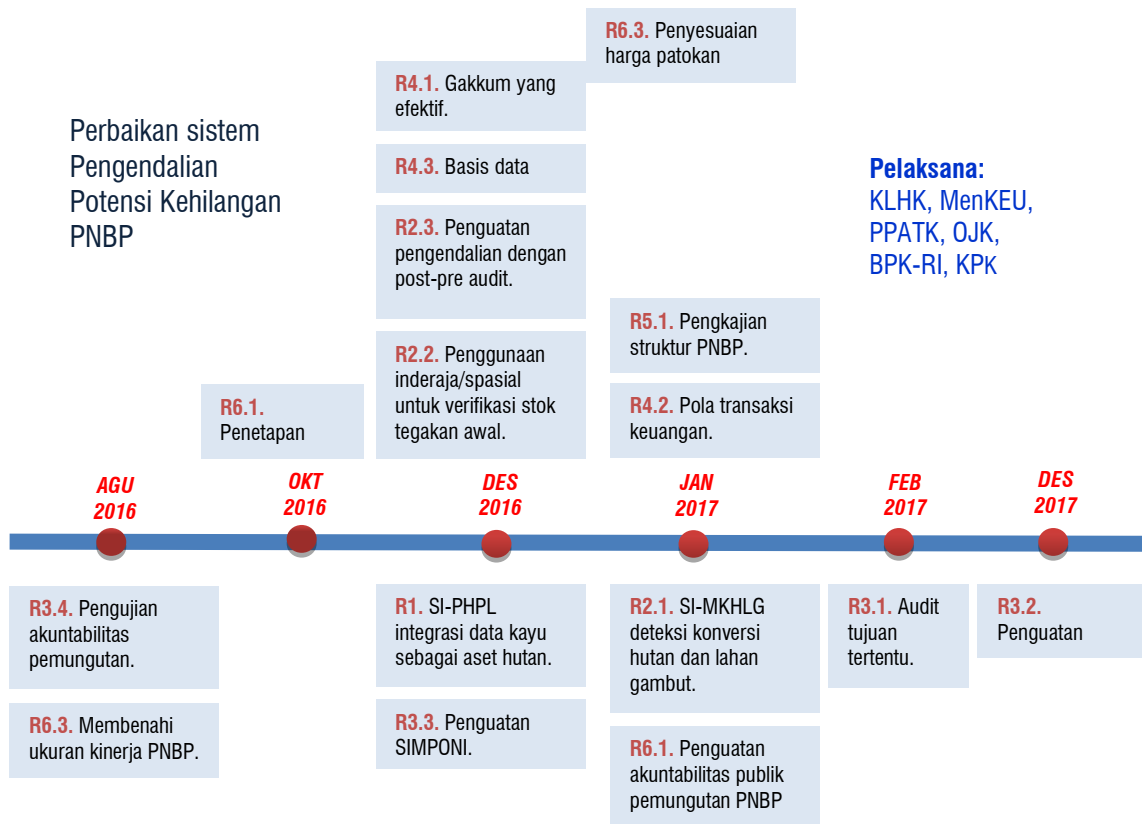 Perbaikan sistem
Pengendalian
Potensi Kehilangan
PNBP
R6.3. Penyesuaian
harga patokan
R4.1. Gakkum yang
efektif.
R4.3. Basis data
R2.3. Penguatan
pengendalian dengan
post-pre audit.
R2.2. Penggunaan
inderaja/spasial
untuk verifikasi stok
tegakan awal.
Pelaksana:
KLHK, MenKEU,
PPATK, OJK,
BPK-RI, KPK
R5.1. Pengkajian
struktur PNBP.
R4.2. Pola transaksi
keuangan.
R6.1.
Penetapan
AGU
2016
OKT
2016
DES
2016
JAN
2017
FEB
2017
DES
2017
R3.4. Pengujian
akuntabilitas
pemungutan.
R6.3. Membenahi
ukuran kinerja PNBP.
R1. SI-PHPL
integrasi data kayu
sebagai aset hutan.
R3.3. Penguatan
SIMPONI.
R2.1. SI-MKHLG
deteksi konversi
hutan dan lahan
gambut.
R6.1. Penguatan
akuntabilitas publik
pemungutan PNBP
R3.1. Audit
tujuan
tertentu.
R3.2.
Penguatan